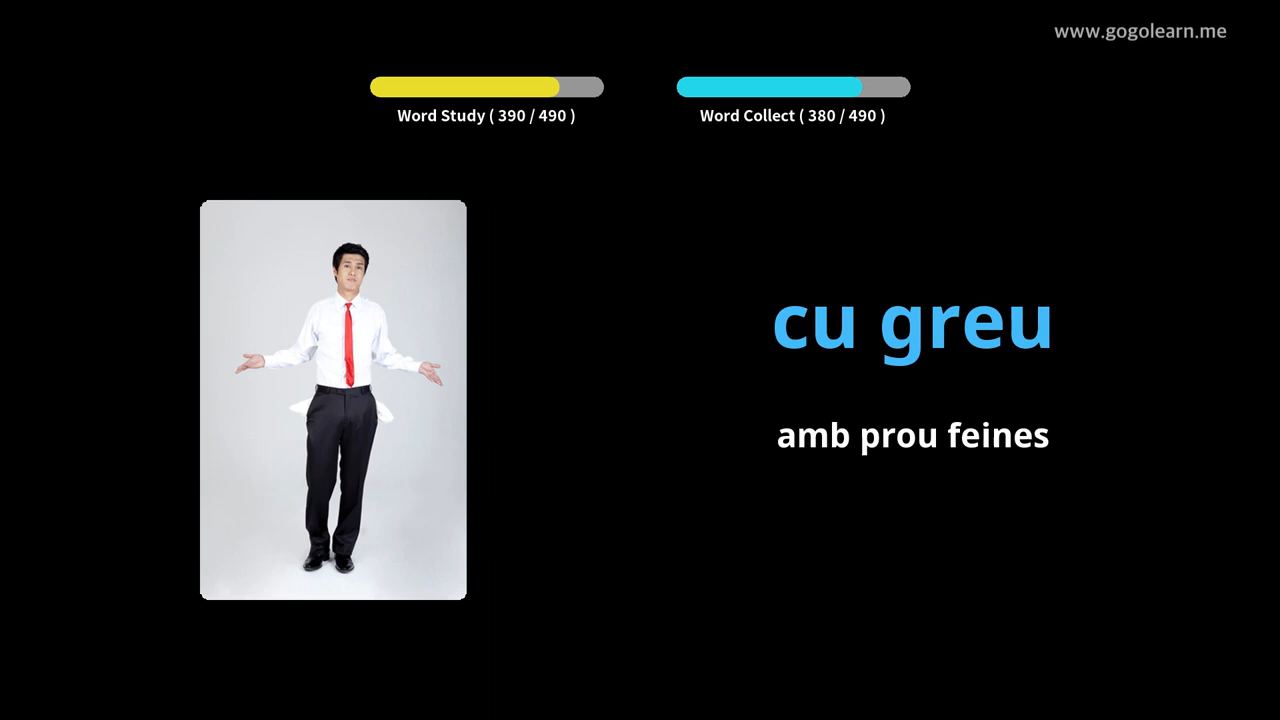 www.gogolearn.me
Word Study ( 390 / 490 )
Word Collect ( 380 / 490 )
cu greu
amb prou feines